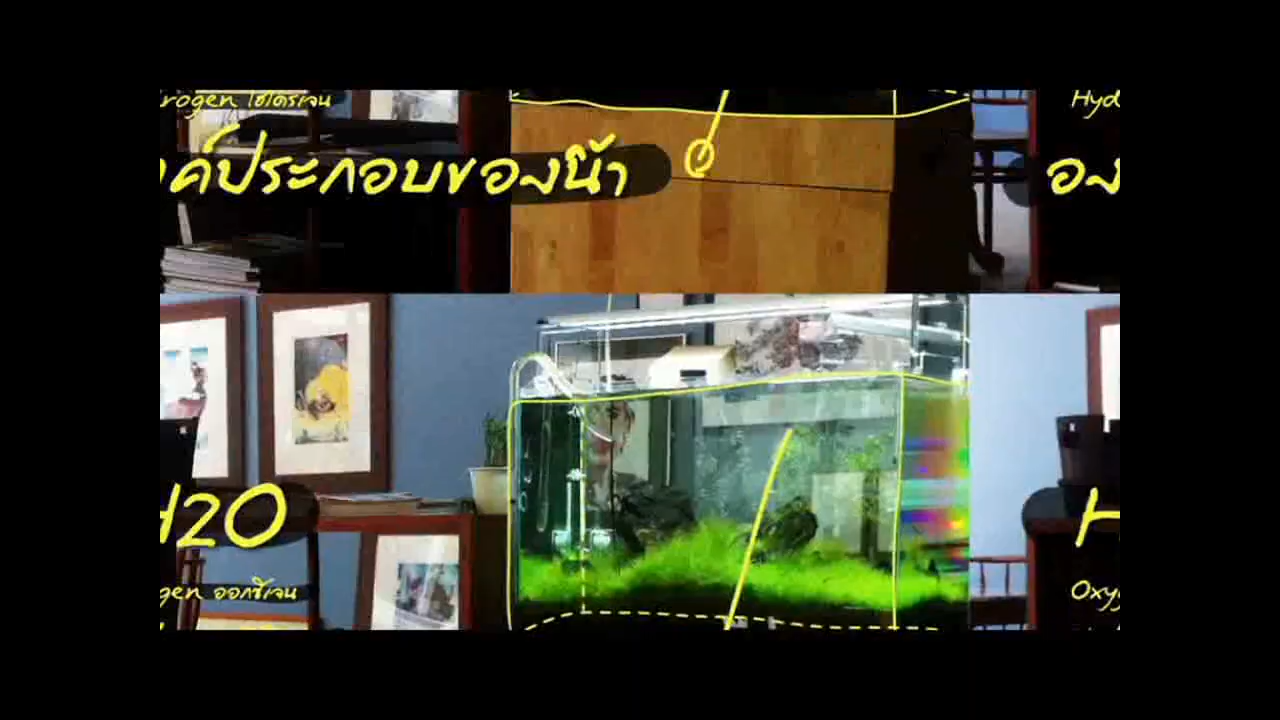 rogen ไฮโดรเจน
Hyd
งค์ประกอบของน้ำ
อง
H2O
H
gen ออกซิเจน
Oxy